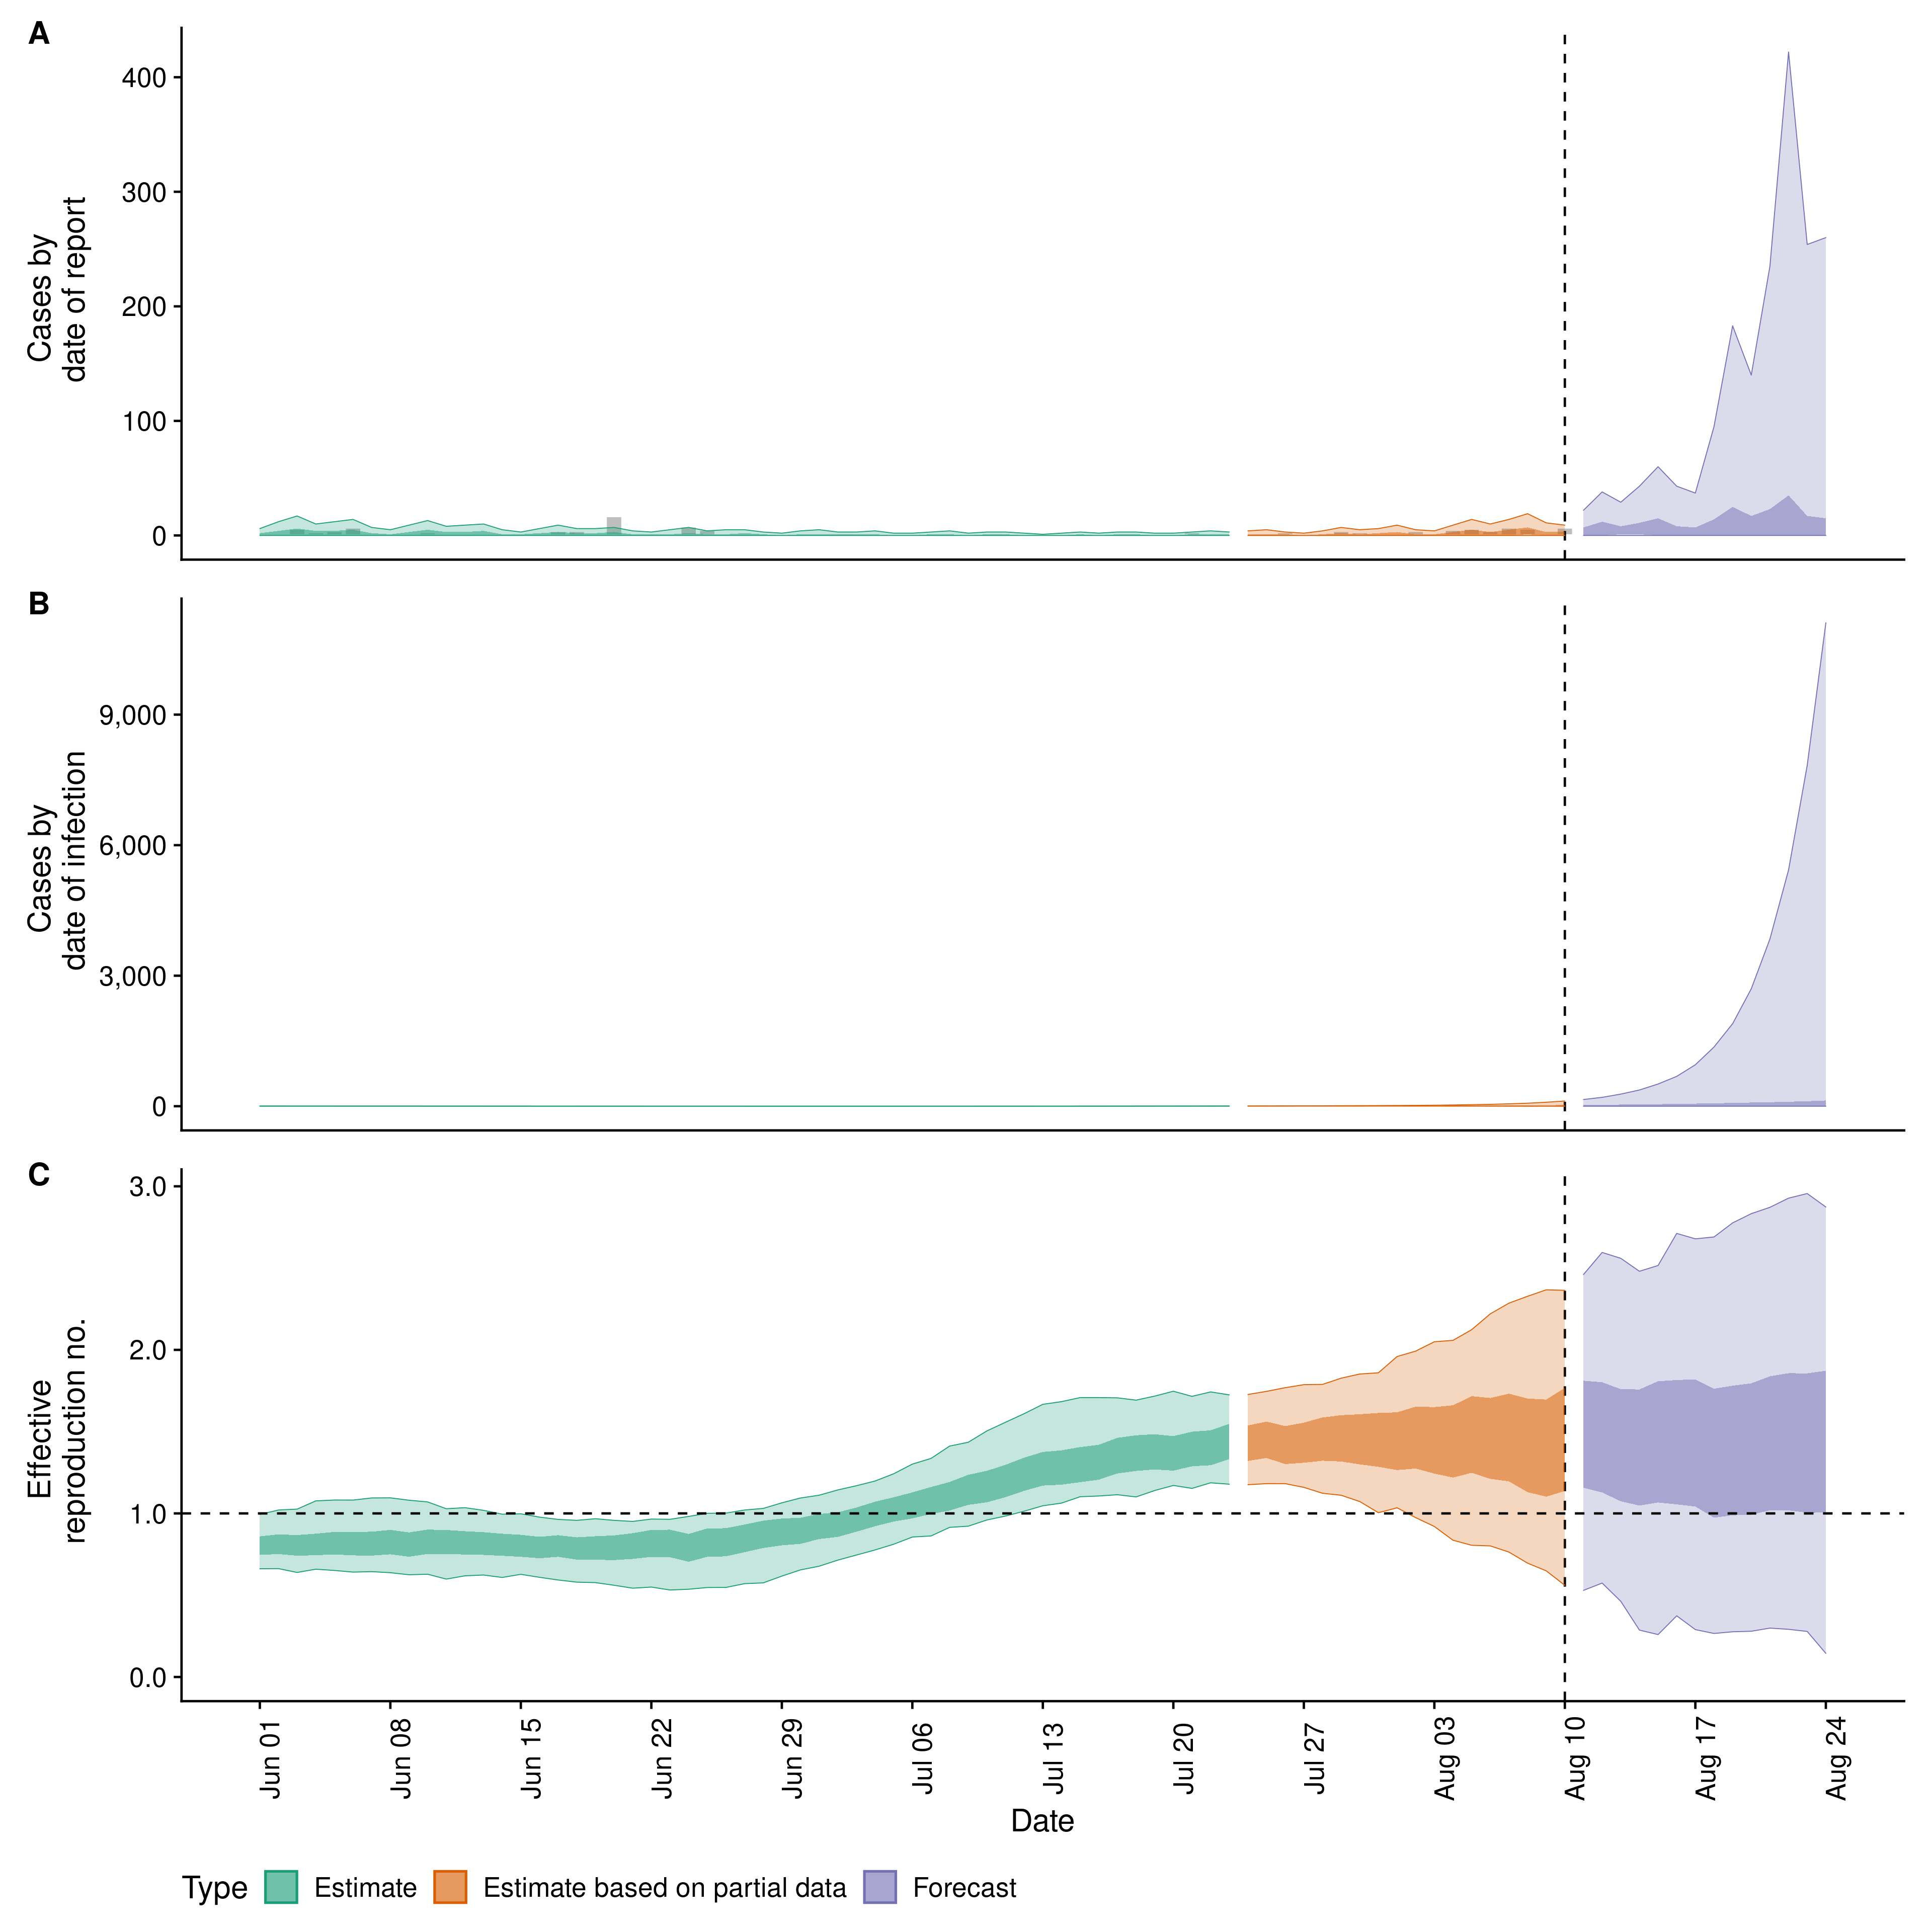 A
400
300
200
100
0
Cases by
date of report
B
9,000
6,000
3,000
0
Cases by
date of infection
C
3.0
2.0
1.0
0.0
Effective
reproduction no.
Jun 01
Jun 08
Jun 15
Jun 22
Jun 29
Jul 06
Jul 13
Jul 20
Jul 27
Aug 03
Aug 10
Aug 17
Aug 24
Date
Type Estimate Estimate based on partial data Forecast